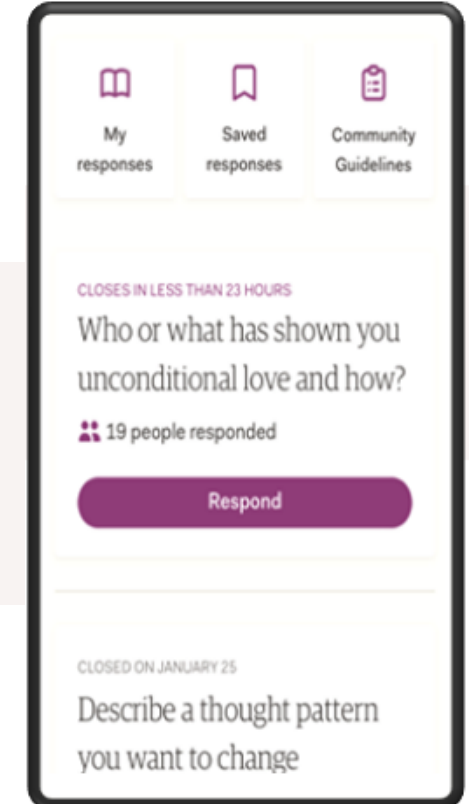 My
responses
Saved
responses
Community
Guidelines
CLOSES IN LESS THAN 23 HOURS
Who or what has shown you
unconditional love and how?
19 people responded
Respond
CLOSED ON JANUARY 25
Describe a thought pattern
you want to change